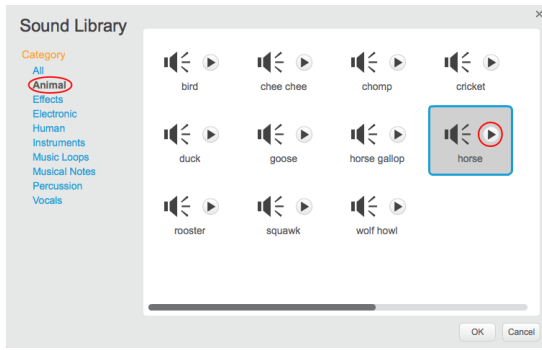 Sound Library
Category
All
Animal
Effects
Electronic
Human
Instruments
Music Loops
Musical Notes
Percussion
Vocals
bird chee chee chomp cricket
duck goose horse gallop horse
rooster squawk wolf howl
OK Cancel